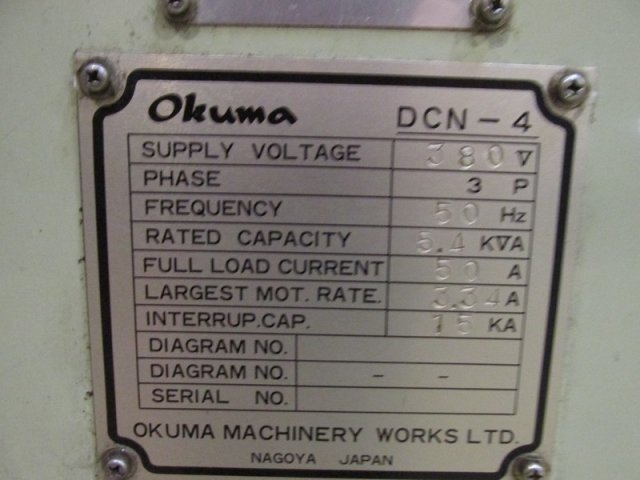 Okuma DCN-4
SUPPLY VOLTAGE 380 V
PHASE 3 P
FREQUENCY 50 Hz
RATED CAPACITY 5.4 KVA
FULL LOAD CURRENT 50 A
LARGEST MOT. RATE. 3.34 A
INTERRUP.CAP. 15 KA
DIAGRAM NO.
DIAGRAM NO. - -
SERIAL NO.
OKUMA MACHINERY WORKS LTD.
NAGOYA JAPAN